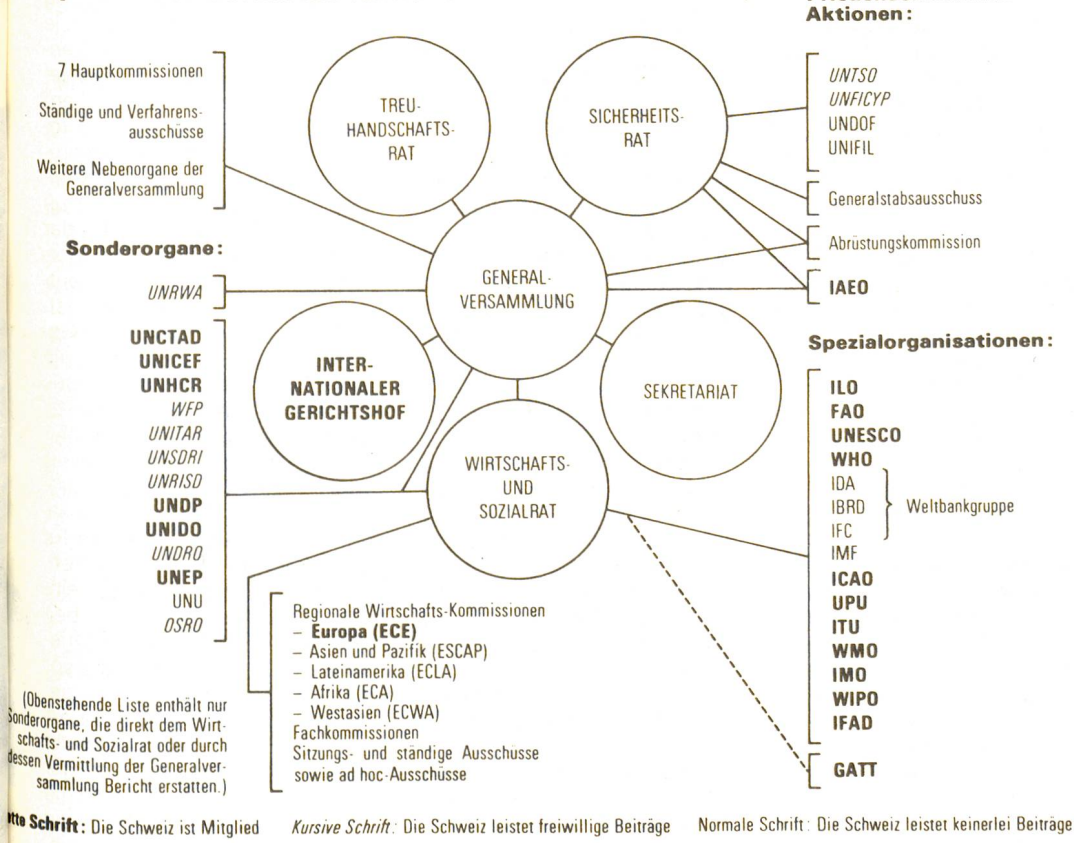 Aktionen:
7 Hauptkommissionen
Ständige und Verfahrens-
ausschüsse
Weitere Nebenorgane der
Generalversammlung
TREU-
HANDSCHAFTS-
RAT
SICHERHEITS-
RAT
UNTSO
UNFICYP
UNDOF
UNIFIL
Generalstabsausschuss
Abrüstungskommission
IAEO
Sonderorgane:
UNRWA
GENERAL-
VERSAMMLUNG
UNCTAD
UNICEF
UNHCR
WFP
UNITAR
UNSDRI
UNRISD
UNDP
UNIDO
UNDRO
UNEP
UNU
OSRO
INTER-
NATIONALER
GERICHTSHOF
SEKRETARIAT
WIRTSCHAFTS-
UND
SOZIALRAT
Spezialorganisationen:
ILO
FAO
UNESCO
WHO
IDA
IBRD
IFC
Weltbankgruppe
IMF
ICAO
UPU
ITU
WMO
IMO
WIPO
IFAD
GATT
Regionale Wirtschafts-Kommissionen
– Europa (ECE)
– Asien und Pazifik (ESCAP)
– Lateinamerika (ECLA)
– Afrika (ECA)
– Westasien (ECWA)
Fachkommissionen
Sitzungs- und ständige Ausschüsse
sowie ad hoc-Ausschüsse
(Obenstehende Liste enthält nur
Sonderorgane, die direkt dem Wirt-
schafts- und Sozialrat oder durch
dessen Vermittlung der Generalver-
sammlung Bericht erstatten.)
Schrift: Die Schweiz ist Mitglied
Kursive Schrift: Die Schweiz leistet freiwillige Beiträge
Normale Schrift: Die Schweiz leistet keinerlei Beiträge